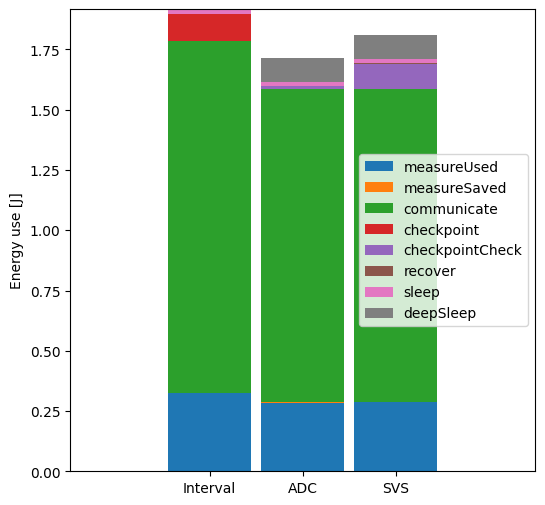 1.75
1.50
1.25
1.00
0.75
0.50
0.25
0.00
Energy use [J]
measureUsed
measureSaved
communicate
checkpoint
checkpointCheck
recover
sleep
deepSleep
Interval ADC SVS